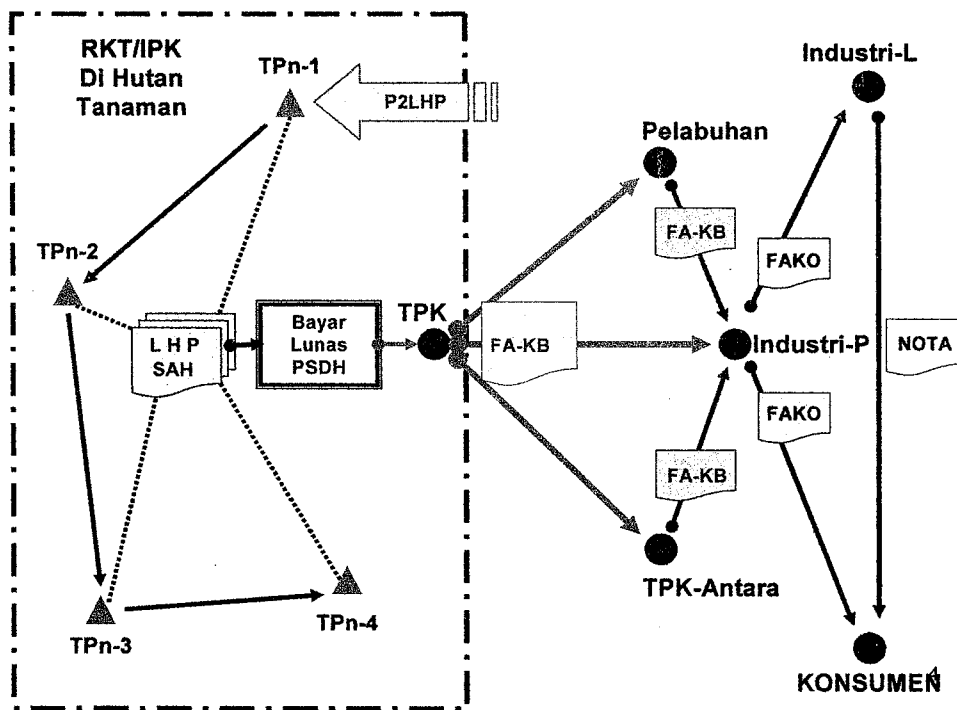 RKT/IPK
Di Hutan
Tanaman
TPn-1
P2LHP
Industri-L
Pelabuhan
TPn-2
FA-KB
FAKO
L H P
SAH
Bayar
Lunas
PSDH
TPK
FA-KB
Industri-P
NOTA
FAKO
FA-KB
TPn-3
TPn-4
TPK-Antara
KONSUMEN
4